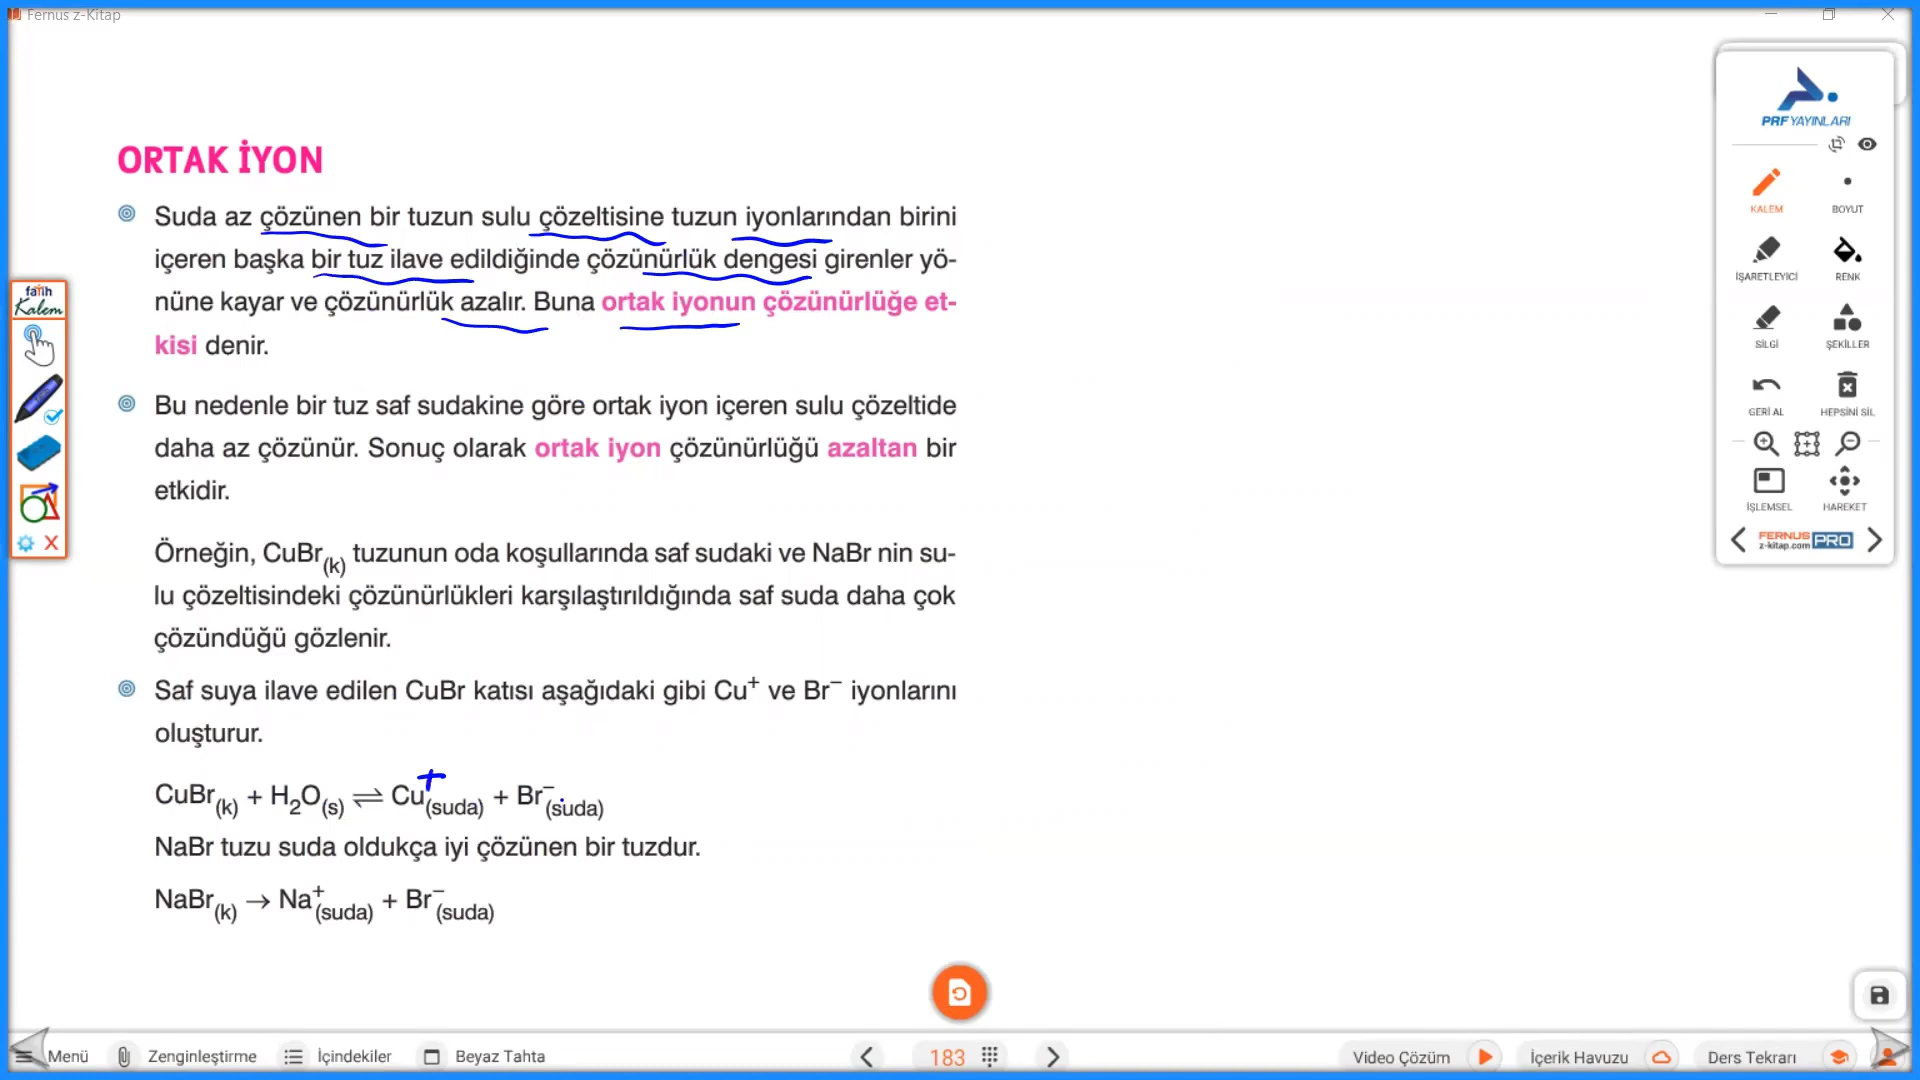 Fernus z-Kitap
ORTAK İYON
Suda az çözünen bir tuzun sulu çözeltisine tuzun iyonlarından birini
içeren başka bir tuz ilave edildiğinde çözünürlük dengesi girenler yö-
nüne kayar ve çözünürlük azalır. Buna ortak iyonun çözünürlüğe et-
kisi denir.
Bu nedenle bir tuz saf sudakine göre ortak iyon içeren sulu çözeltide
daha az çözünür. Sonuç olarak ortak iyon çözünürlüğü azaltan bir
etkidir.
Örneğin, CuBr(k) tuzunun oda koşullarında saf sudaki ve NaBr nin su-
lu çözeltisindeki çözünürlükleri karşılaştırıldığında saf suda daha çok
çözündüğü gözlenir.
Saf suya ilave edilen CuBr katısı aşağıdaki gibi Cu⁺ ve Br⁻ iyonlarını
oluşturur.
CuBr(k) + H₂O(s) ⇌ Cu⁺(suda) + Br⁻(suda)
NaBr tuzu suda oldukça iyi çözünen bir tuzdur.
NaBr(k) → Na⁺(suda) + Br⁻(suda)
fatih
Kalem
X
PRF YAYINLARI
KALEM BOYUT
İŞARETLEYİCİ RENK
SİLGİ ŞEKİLLER
GERİ AL HEPSİNİ SİL
İŞLEMSEL HAREKET
FERNUS PRO
z-kitap.com
Menü Zenginleştirme İçindekiler Beyaz Tahta 183 Video Çözüm İçerik Havuzu Ders Tekrarı